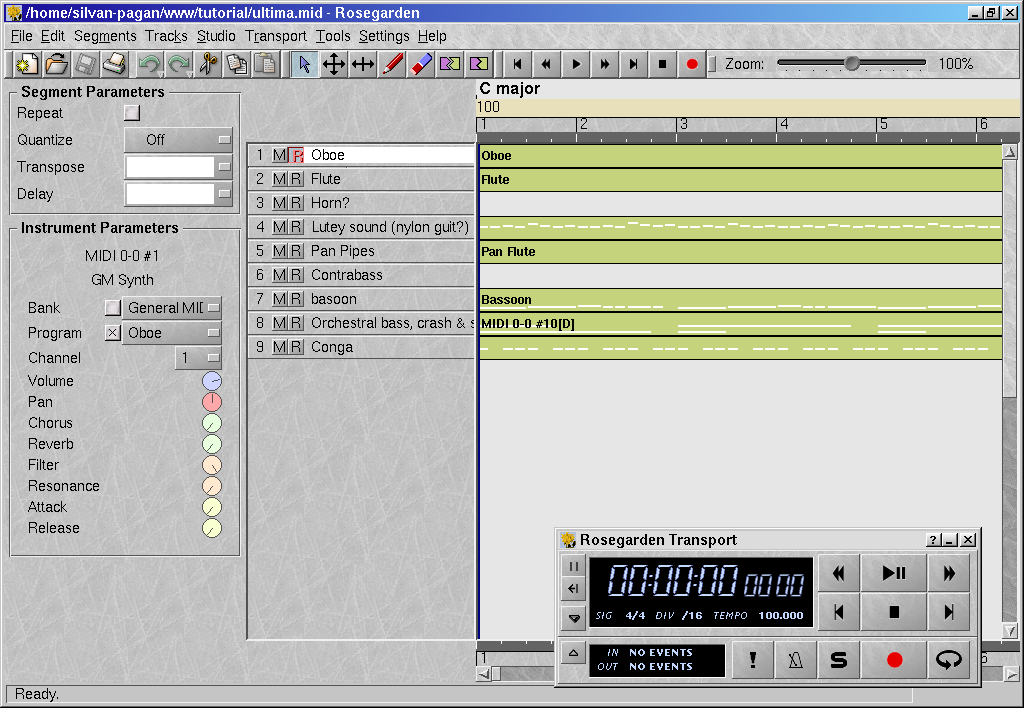 /home/silvan-pagan/www/tutorial/ultima.mid - Rosegarden
File Edit Segments Tracks Studio Transport Tools Settings Help
Zoom: 100%
Segment Parameters
Repeat
Quantize Off
Transpose
Delay
Instrument Parameters
MIDI 0-0 #1
GM Synth
Bank General MID
Program Oboe
Channel 1
Volume
Pan
Chorus
Reverb
Filter
Resonance
Attack
Release
1 M R Oboe
2 M R Flute
3 M R Horn?
4 M R Lutey sound (nylon guit?)
5 M R Pan Pipes
6 M R Contrabass
7 M R basoon
8 M R Orchestral bass, crash & s
9 M R Conga
C major
100
1 2 3 4 5 6
Oboe
Flute
Pan Flute
Bassoon
MIDI 0-0 #10[D]
1
Rosegarden Transport
00:00:00 00 00
SIG 4/4 DIV /16 TEMPO 100.000
IN NO EVENTS
OUT NO EVENTS
! S
Ready.